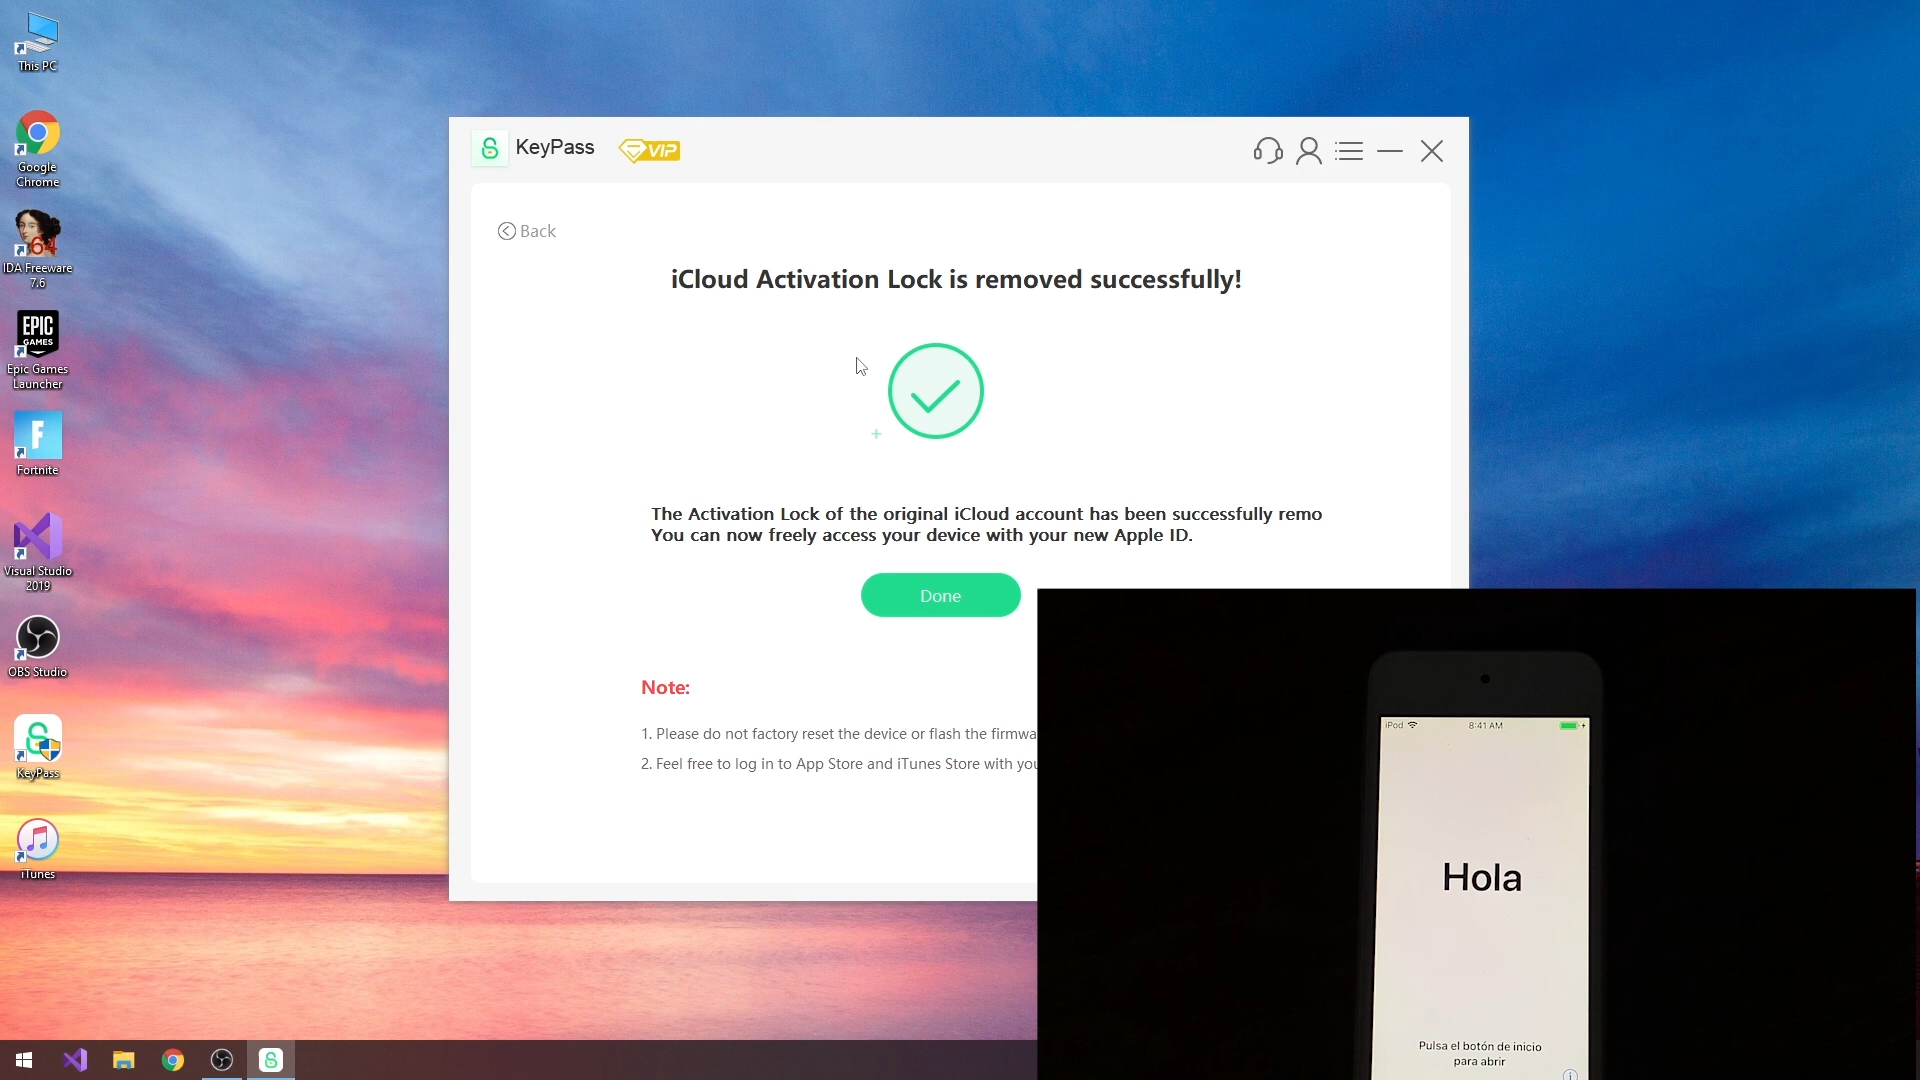 This PC
Google
Chrome
64
IDA Freeware
7.6
EPIC
GAMES
Epic Games
Launcher
F
Fortnite
Visual Studio
2019
OBS Studio
KeyPass
iTunes
KeyPass
VIP
Back
iCloud Activation Lock is removed successfully!
The Activation Lock of the original iCloud account has been successfully remo
You can now freely access your device with your new Apple ID.
Done
Note:
1. Please do not factory reset the device or flash the firmwa
2. Feel free to log in to App Store and iTunes Store with you
iPod
8:41 AM
Hola
Pulsa el botón de inicio
para abrir